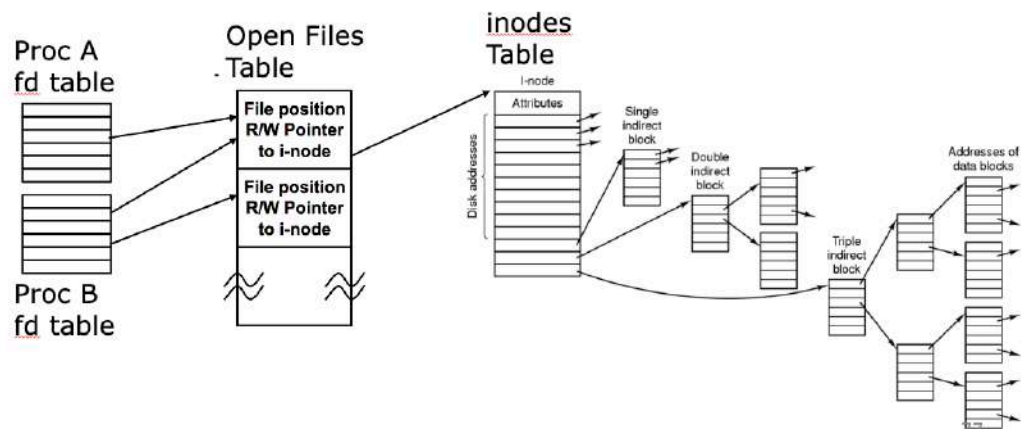 Proc A
fd table
Open Files
Table
inodes
Table
File position
R/W Pointer
to i-node
File position
R/W Pointer
to i-node
Proc B
fd table
I-node
Attributes
Disk addresses
Single
indirect
block
Double
indirect
block
Triple
indirect
block
Addresses of
data blocks